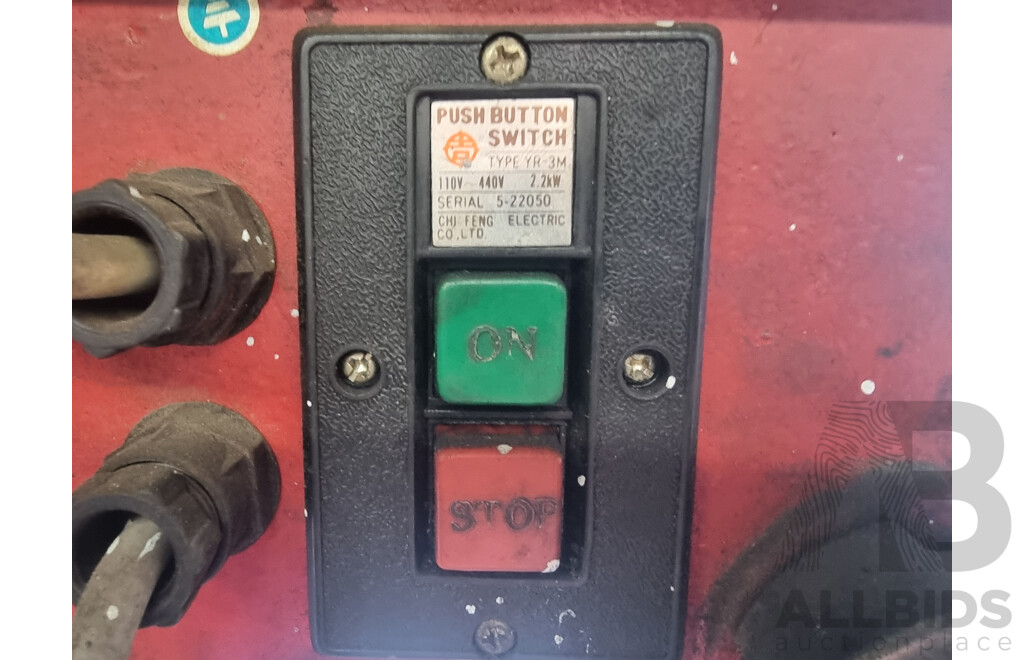 PUSH BUTTON
SWITCH
TYPE YR-3M
110V 440V 2.2kW
SERIAL 5-22050
CHI FENG ELECTRIC
CO.,LTD.
ON
STOP
AB
ALLBIDS
auctionplace